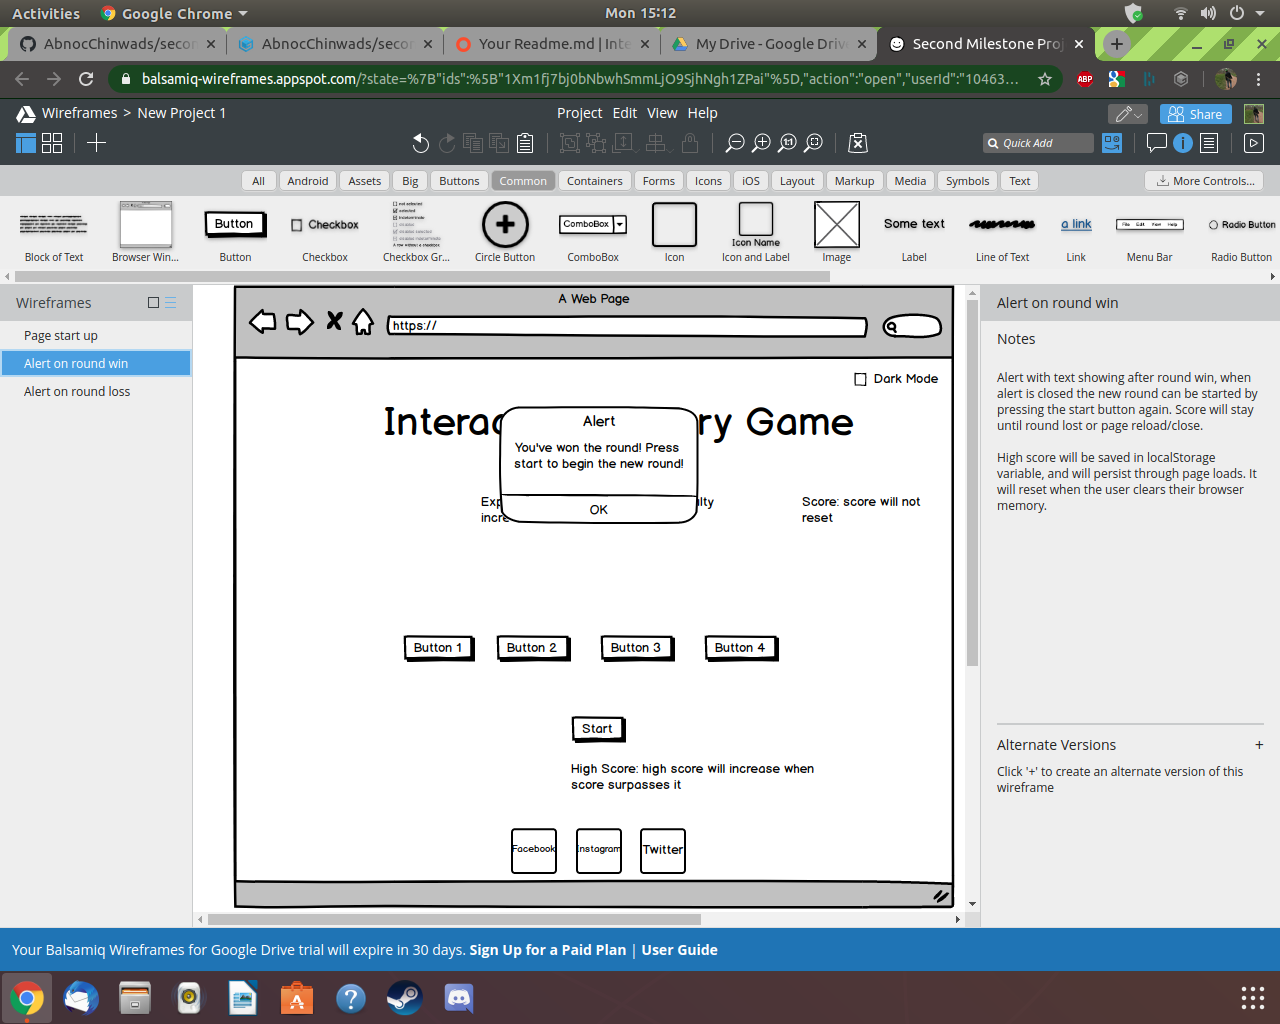 Activities
Google Chrome
Mon 15:12
AbnocChinwads/secon
AbnocChinwads/secon
Your Readme.md | Inte
My Drive - Google Driv
Second Milestone Proj
balsamiq-wireframes.appspot.com/?state=%7B"ids":%5B"1Xm1fj7bj0bNbwhSmmLjO9SjhNgh1ZPai"%5D,"action":"open","userId":"10463...
ABP
Wireframes > New Project 1
Project Edit View Help
Share
Quick Add
All Android Assets Big Buttons Common Containers Forms Icons iOS Layout Markup Media Symbols Text
More Controls...
Button
Checkbox
ComboBox
Icon Name
Some text
a link
File Edit View Help
Radio Button
Block of Text
Browser Win...
Button
Checkbox
Checkbox Gr...
Circle Button
ComboBox
Icon
Icon and Label
Image
Label
Line of Text
Link
Menu Bar
Radio Button
Wireframes
Page start up
Alert on round win
Alert on round loss
A Web Page
https://
Dark Mode
Interac
ry Game
Alert
You've won the round! Press
start to begin the new round!
OK
Exp
incre
lty
Score: score will not
reset
Button 1
Button 2
Button 3
Button 4
Start
High Score: high score will increase when
score surpasses it
Facebook
Instagram
Twitter
Alert on round win
Notes
Alert with text showing after round win, when
alert is closed the new round can be started by
pressing the start button again. Score will stay
until round lost or page reload/close.
High score will be saved in localStorage
variable, and will persist through page loads. It
will reset when the user clears their browser
memory.
Alternate Versions
+
Click '+' to create an alternate version of this
wireframe
Your Balsamiq Wireframes for Google Drive trial will expire in 30 days. Sign Up for a Paid Plan | User Guide